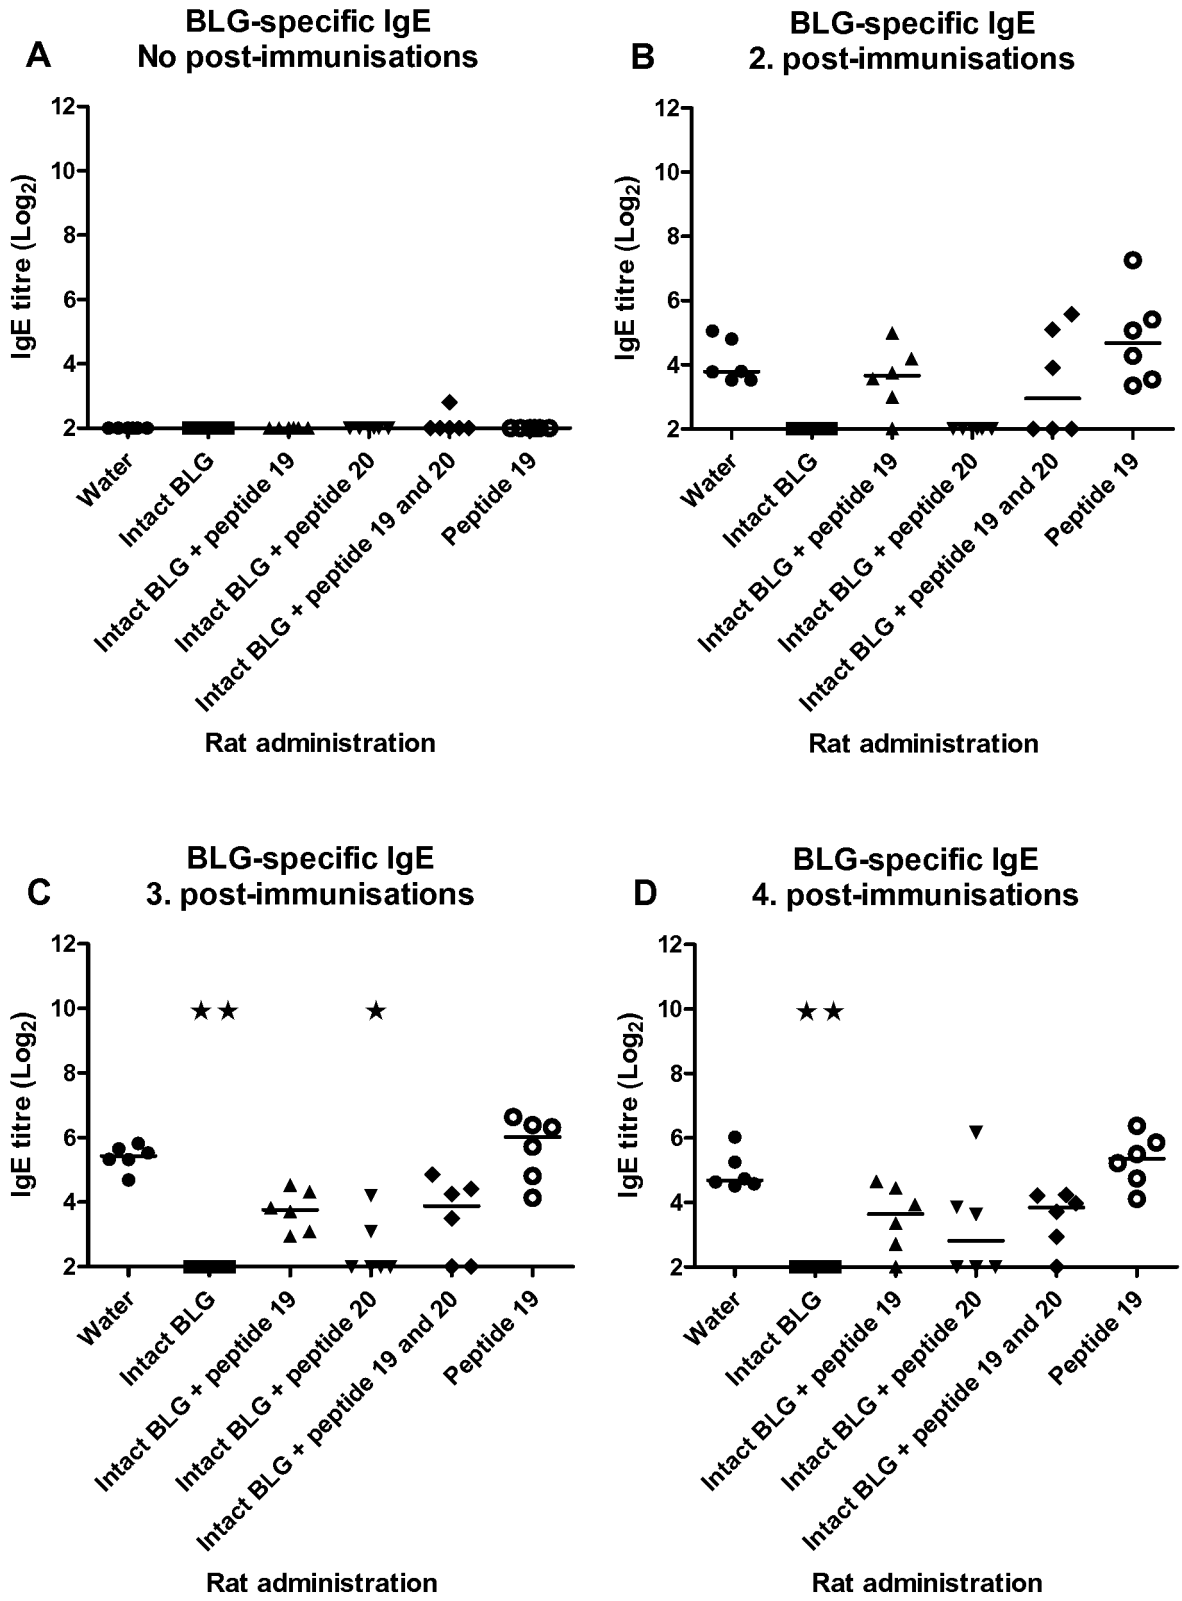 BLG-specific IgE
A No post-immunisations
12
10
8
6
4
2
IgE titre (Log2)
Water
Intact BLG
Intact BLG + peptide 19
Intact BLG + peptide 20
Intact BLG + peptide 19 and 20
Peptide 19
Rat administration
BLG-specific IgE
B 2. post-immunisations
12
10
8
6
4
2
IgE titre (Log2)
Water
Intact BLG
Intact BLG + peptide 19
Intact BLG + peptide 20
Intact BLG + peptide 19 and 20
Peptide 19
Rat administration
BLG-specific IgE
C 3. post-immunisations
12
10
8
6
4
2
IgE titre (Log2)
Water
Intact BLG
Intact BLG + peptide 19
Intact BLG + peptide 20
Intact BLG + peptide 19 and 20
Peptide 19
Rat administration
BLG-specific IgE
D 4. post-immunisations
12
10
8
6
4
2
IgE titre (Log2)
Water
Intact BLG
Intact BLG + peptide 19
Intact BLG + peptide 20
Intact BLG + peptide 19 and 20
Peptide 19
Rat administration